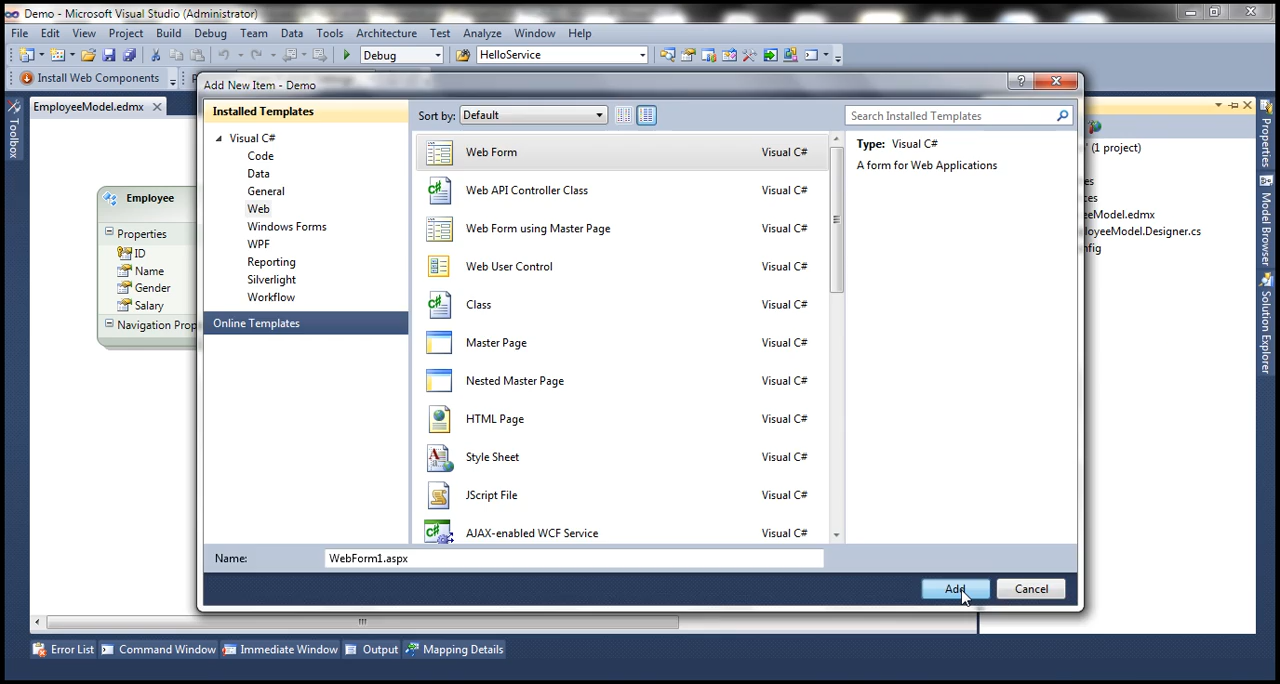 Demo - Microsoft Visual Studio (Administrator)
File Edit View Project Build Debug Team Data Tools Architecture Test Analyze Window Help
Debug HelloService
Install Web Components
Add New Item - Demo
EmployeeModel.edmx
Toolbox
Installed Templates
Sort by: Default
Search Installed Templates
Visual C#
Code
Data
General
Web
Windows Forms
WPF
Reporting
Silverlight
Workflow
Online Templates
Web Form Visual C#
Web API Controller Class Visual C#
Web Form using Master Page Visual C#
Web User Control Visual C#
Class Visual C#
Master Page Visual C#
Nested Master Page Visual C#
HTML Page Visual C#
Style Sheet Visual C#
JScript File Visual C#
AJAX-enabled WCF Service Visual C#
Type: Visual C#
A form for Web Applications
Name: WebForm1.aspx
Add Cancel
Employee
Properties
ID
Name
Gender
Salary
Navigation Prop
' (1 project)
es
ces
eeModel.edmx
loyeeModel.Designer.cs
nfig
Properties
Model Browser
Solution Explorer
Error List Command Window Immediate Window Output Mapping Details